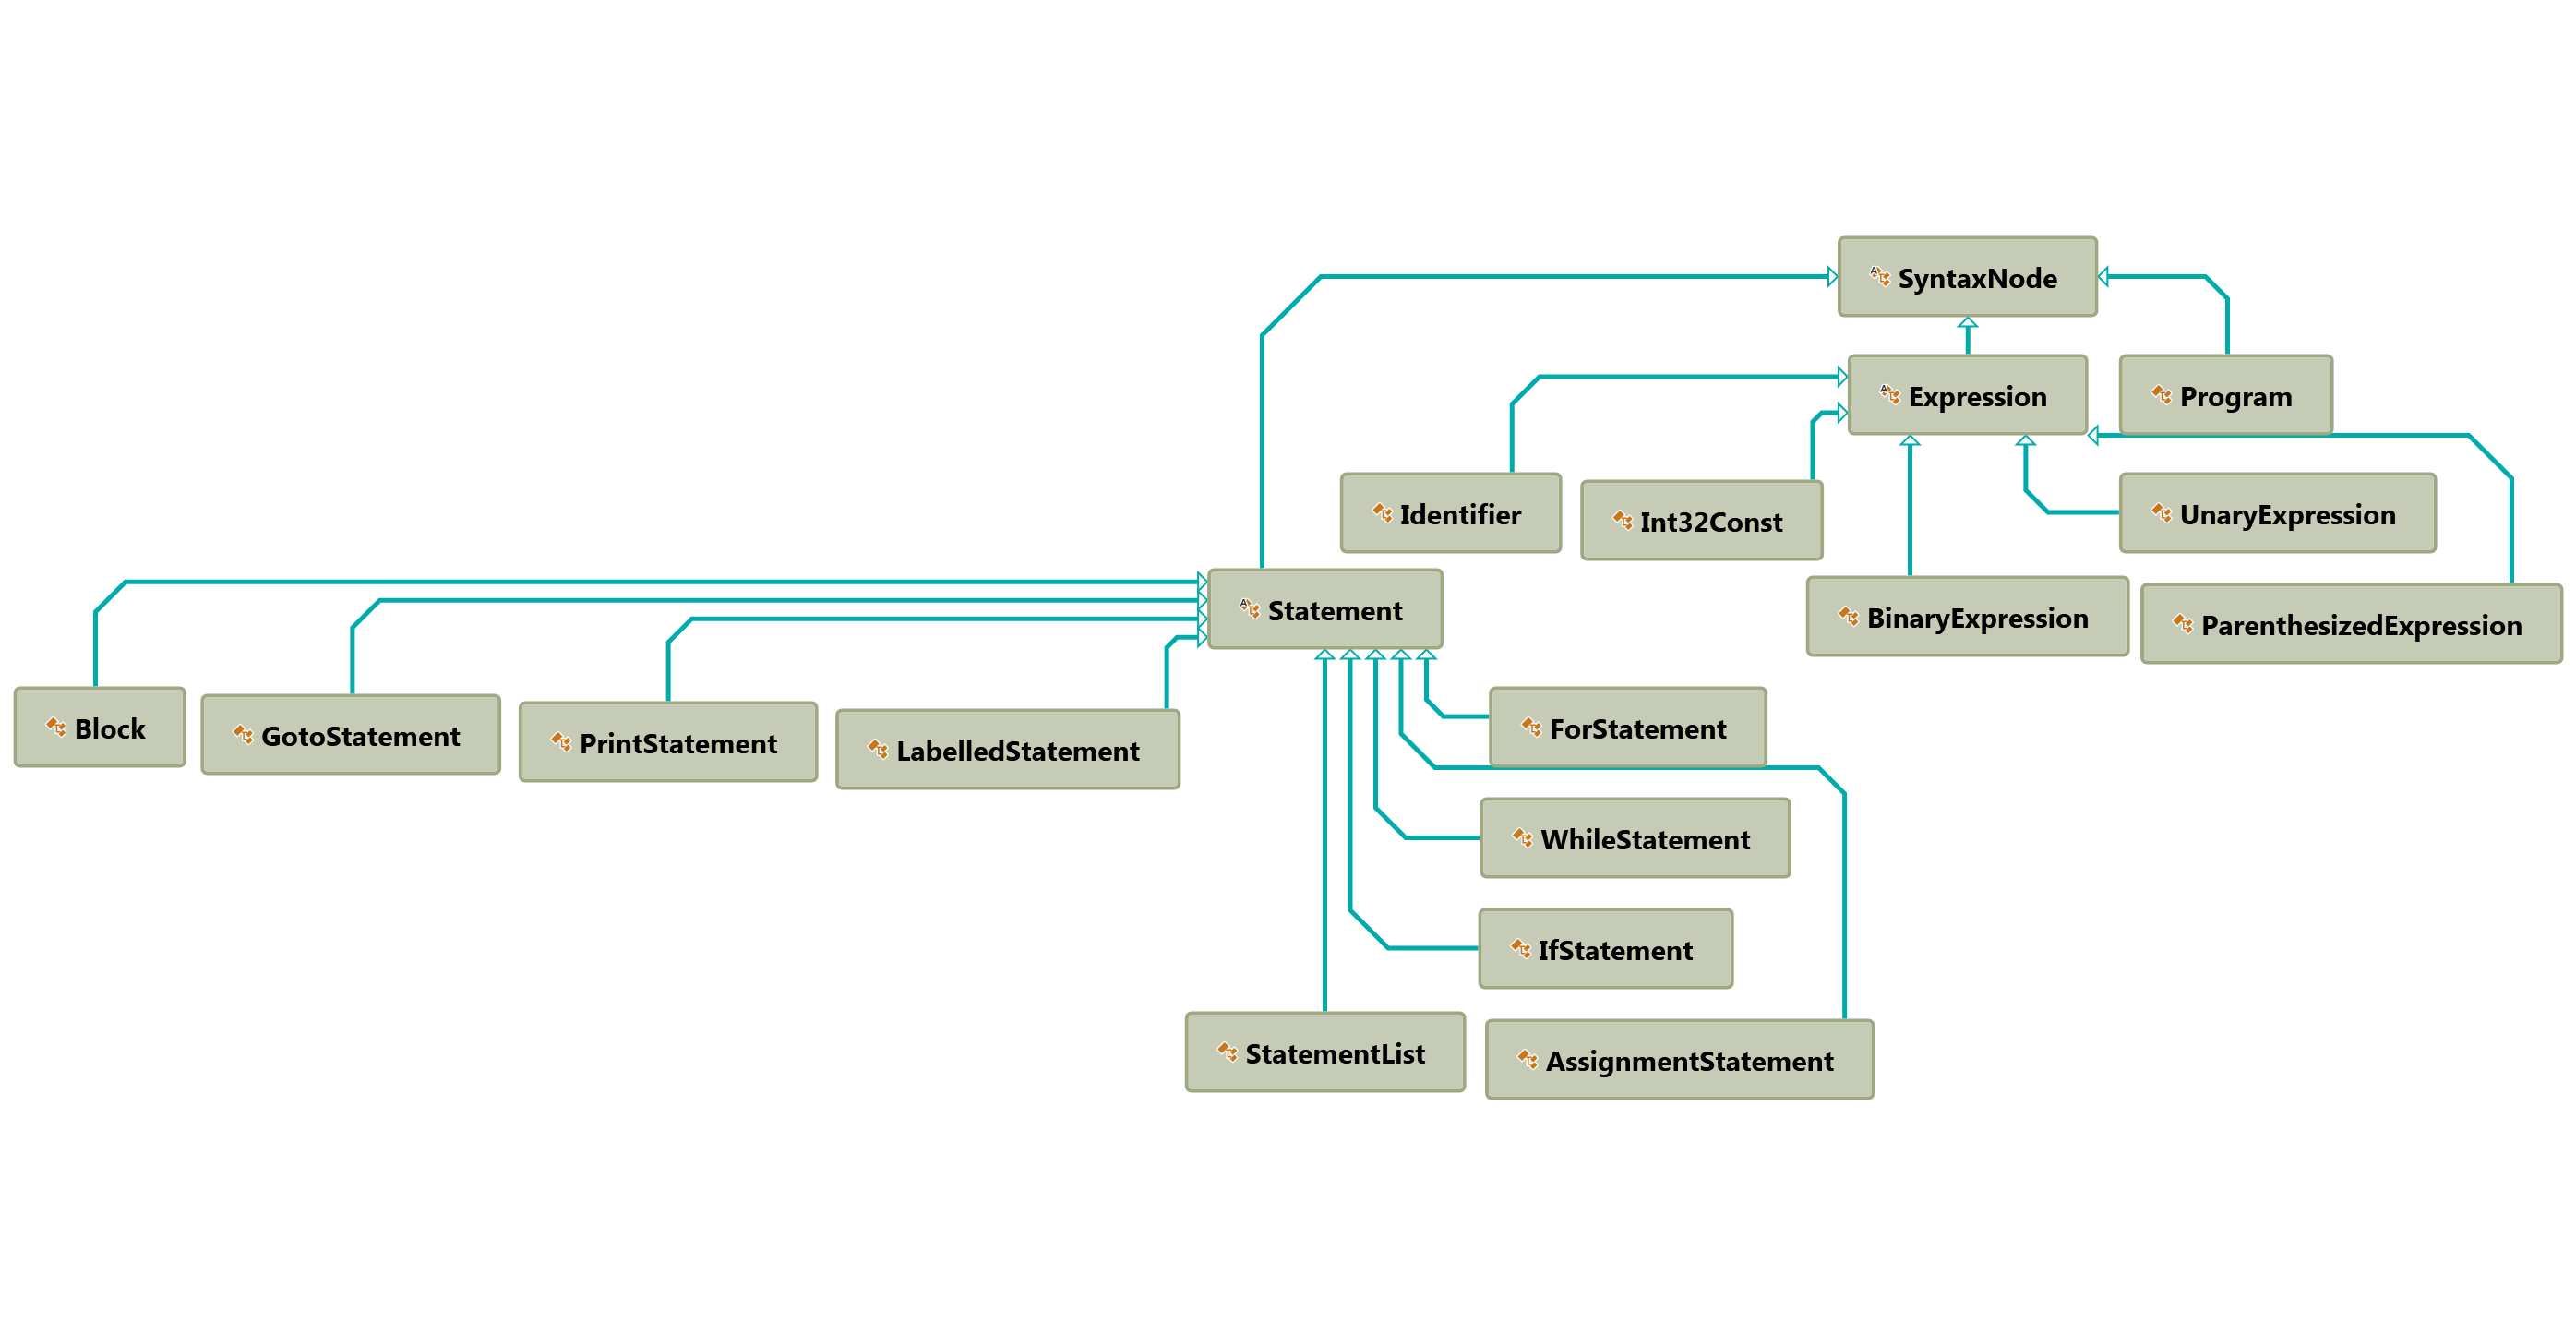 SyntaxNode
Expression
Program
Identifier
Int32Const
UnaryExpression
Statement
BinaryExpression
ParenthesizedExpression
Block
GotoStatement
PrintStatement
LabelledStatement
ForStatement
WhileStatement
IfStatement
StatementList
AssignmentStatement